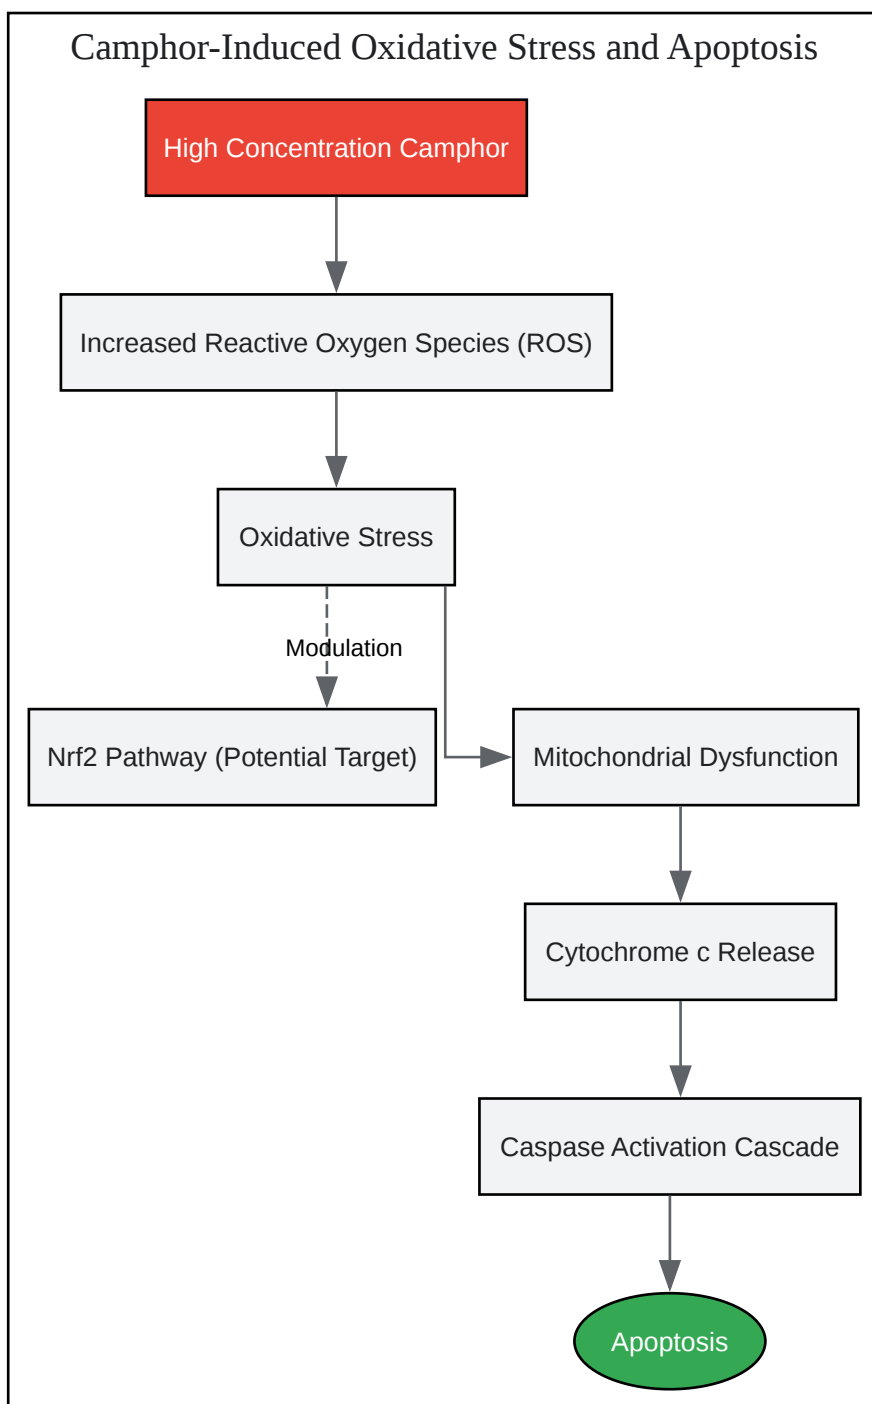 Camphor-Induced Oxidative Stress and Apoptosis
High Concentration Camphor
Increased Reactive Oxygen Species (ROS)
Oxidative Stress
Modulation
Nrf2 Pathway (Potential Target)
Mitochondrial Dysfunction
Cytochrome c Release
Caspase Activation Cascade
Apoptosis